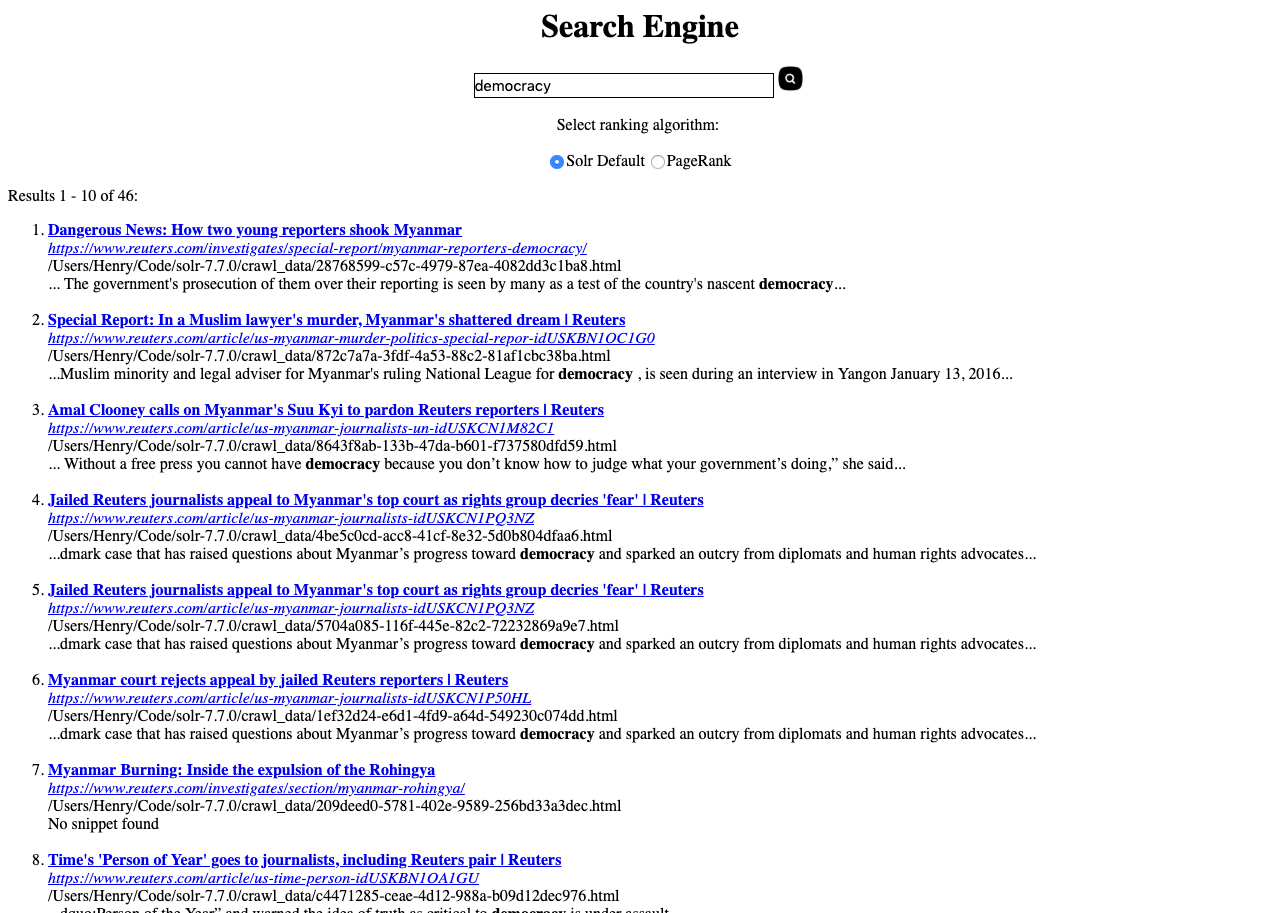 Search Engine
democracy
Select ranking algorithm:
Solr Default PageRank
Results 1 - 10 of 46:
1. Dangerous News: How two young reporters shook Myanmar
https://www.reuters.com/investigates/special-report/myanmar-reporters-democracy/
/Users/Henry/Code/solr-7.7.0/crawl_data/28768599-c57c-4979-87ea-4082dd3c1ba8.html
... The government's prosecution of them over their reporting is seen by many as a test of the country's nascent democracy...
2. Special Report: In a Muslim lawyer's murder, Myanmar's shattered dream | Reuters
https://www.reuters.com/article/us-myanmar-murder-politics-special-repor-idUSKBN1OC1G0
/Users/Henry/Code/solr-7.7.0/crawl_data/872c7a7a-3fdf-4a53-88c2-81af1cbc38ba.html
...Muslim minority and legal adviser for Myanmar's ruling National League for democracy , is seen during an interview in Yangon January 13, 2016...
3. Amal Clooney calls on Myanmar's Suu Kyi to pardon Reuters reporters | Reuters
https://www.reuters.com/article/us-myanmar-journalists-un-idUSKCN1M82C1
/Users/Henry/Code/solr-7.7.0/crawl_data/8643f8ab-133b-47da-b601-f737580dfd59.html
... Without a free press you cannot have democracy because you don’t know how to judge what your government’s doing,” she said...
4. Jailed Reuters journalists appeal to Myanmar's top court as rights group decries 'fear' | Reuters
https://www.reuters.com/article/us-myanmar-journalists-idUSKCN1PQ3NZ
/Users/Henry/Code/solr-7.7.0/crawl_data/4be5c0cd-acc8-41cf-8e32-5d0b804dfaa6.html
...dmark case that has raised questions about Myanmar’s progress toward democracy and sparked an outcry from diplomats and human rights advocates...
5. Jailed Reuters journalists appeal to Myanmar's top court as rights group decries 'fear' | Reuters
https://www.reuters.com/article/us-myanmar-journalists-idUSKCN1PQ3NZ
/Users/Henry/Code/solr-7.7.0/crawl_data/5704a085-116f-445e-82c2-72232869a9e7.html
...dmark case that has raised questions about Myanmar’s progress toward democracy and sparked an outcry from diplomats and human rights advocates...
6. Myanmar court rejects appeal by jailed Reuters reporters | Reuters
https://www.reuters.com/article/us-myanmar-journalists-idUSKCN1P50HL
/Users/Henry/Code/solr-7.7.0/crawl_data/1ef32d24-e6d1-4fd9-a64d-549230c074dd.html
...dmark case that has raised questions about Myanmar’s progress toward democracy and sparked an outcry from diplomats and human rights advocates...
7. Myanmar Burning: Inside the expulsion of the Rohingya
https://www.reuters.com/investigates/section/myanmar-rohingya/
/Users/Henry/Code/solr-7.7.0/crawl_data/209deed0-5781-402e-9589-256bd33a3dec.html
No snippet found
8. Time's 'Person of Year' goes to journalists, including Reuters pair | Reuters
https://www.reuters.com/article/us-time-person-idUSKBN1OA1GU
/Users/Henry/Code/solr-7.7.0/crawl_data/c4471285-ceae-4d12-988a-b09d12dec976.html
...dquo;Person of the Year” and warned the idea of truth as critical to democracy is under assault...